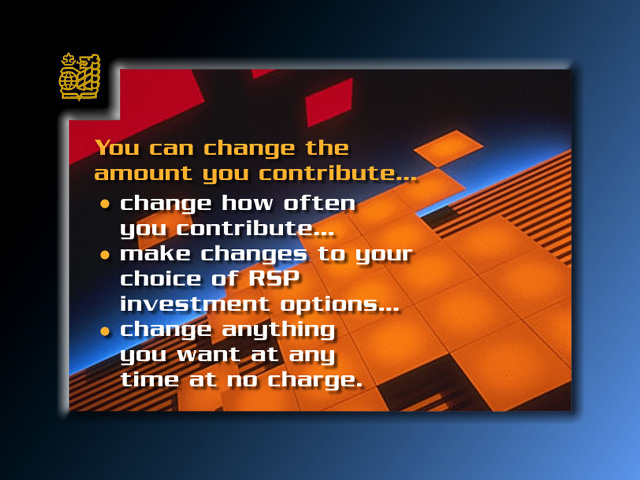 You can change the
amount you contribute...
• change how often
you contribute...
• make changes to your
choice of RSP
investment options...
• change anything
you want at any
time at no charge.